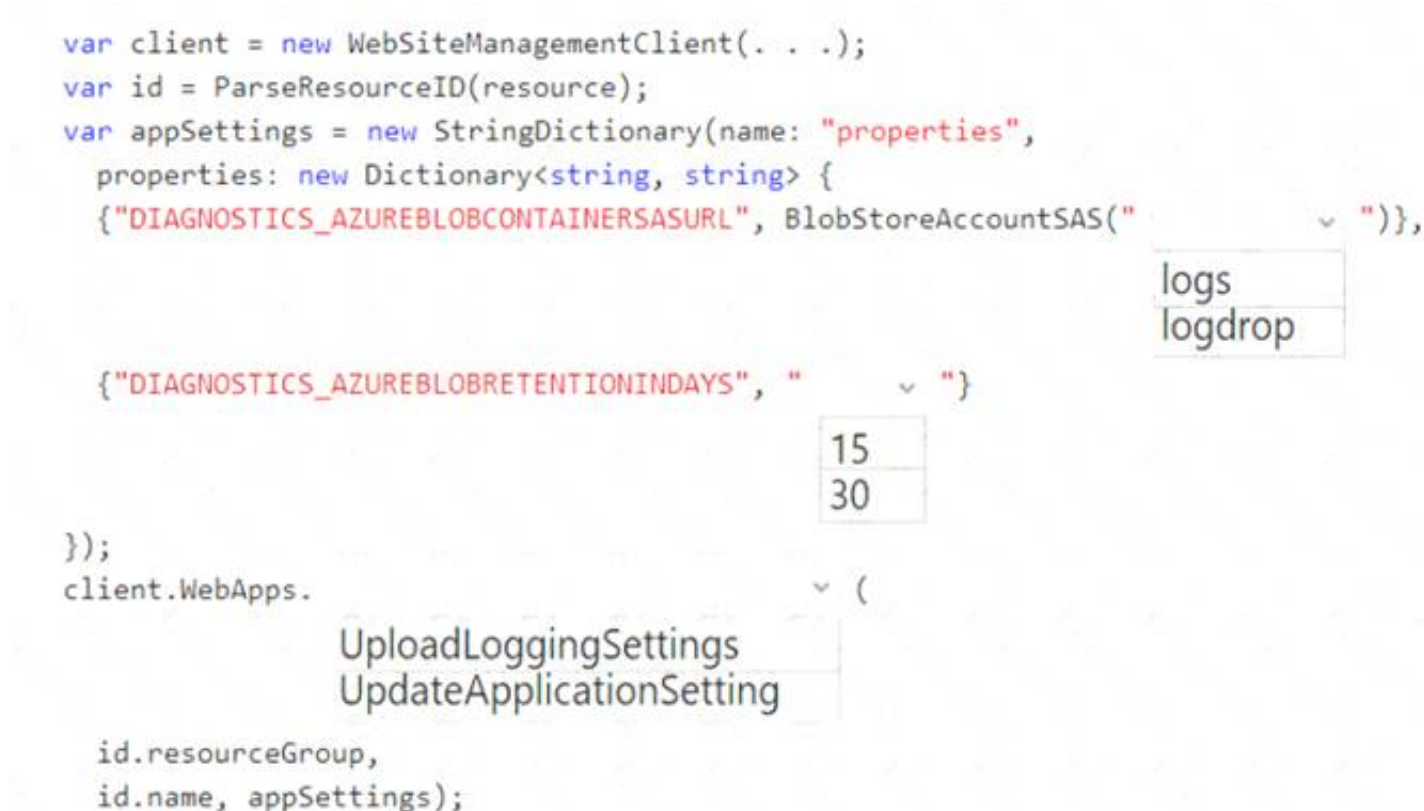 var client = new WebSiteManagementClient(. . .);
var id = ParseResourceID(resource);
var appSettings = new StringDictionary(name: "properties",
properties: new Dictionary<string, string> {
{"DIAGNOSTICS_AZUREBLOBCONTAINERSASURL", BlobStoreAccountSAS(" ")},
logs
logdrop
{"DIAGNOSTICS_AZUREBLOBRETENTIONINDAYS", " "}
15
30
});
client.WebApps. (
UploadLoggingSettings
UpdateApplicationSetting
id.resourceGroup,
id.name, appSettings);